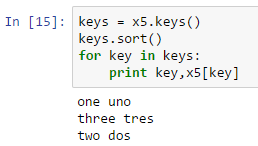 In [15]: keys = x5.keys()
keys.sort()
for key in keys:
    print key,x5[key]
one uno
three tres
two dos